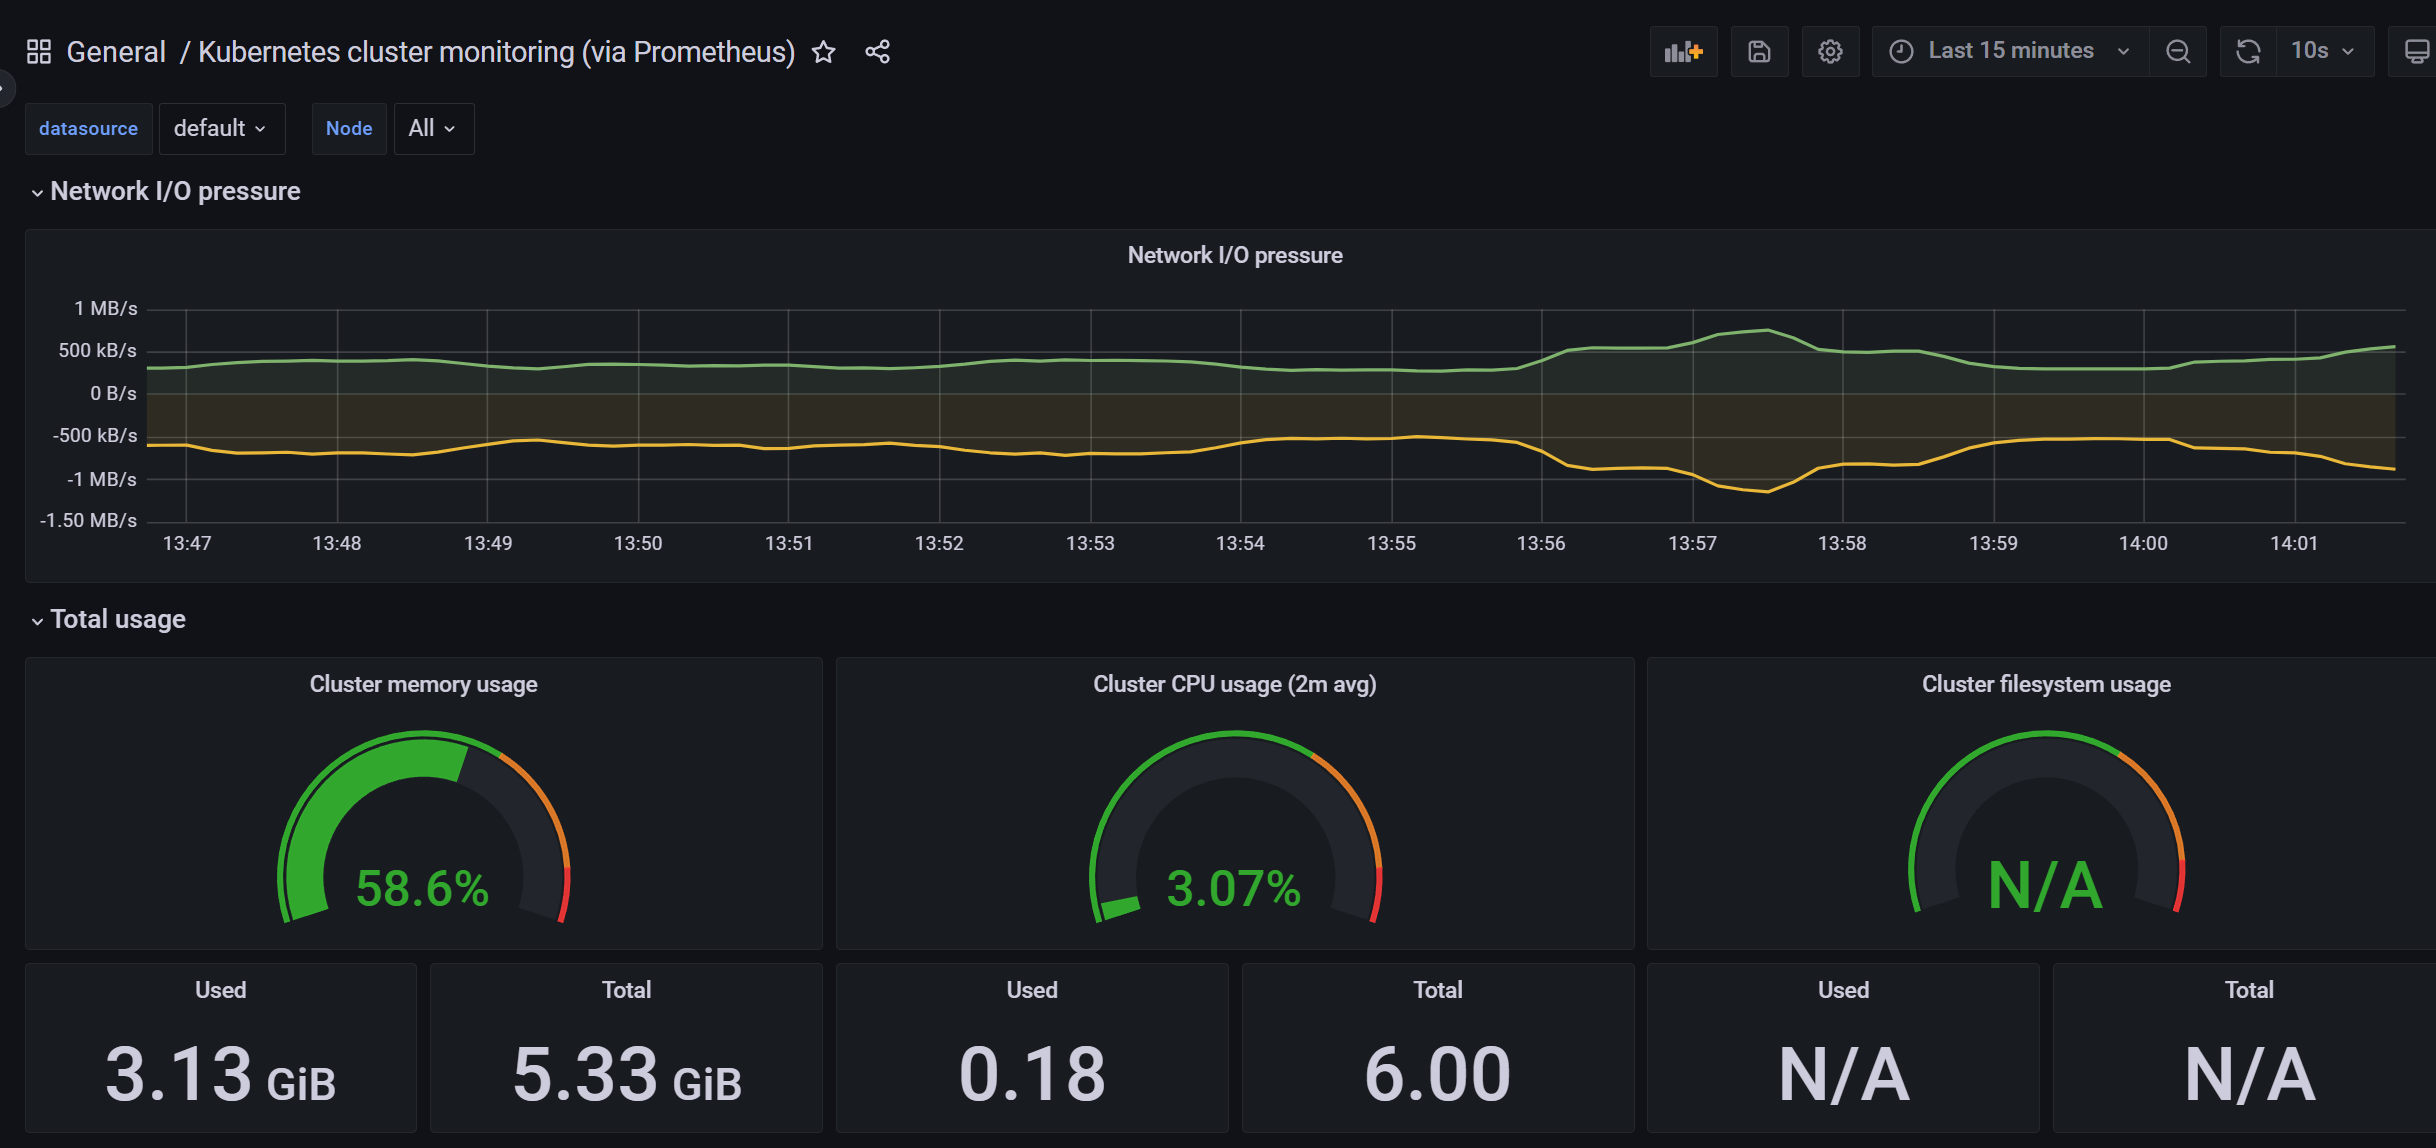 General / Kubernetes cluster monitoring (via Prometheus)
Last 15 minutes
10s
datasource default Node All
Network I/O pressure
Network I/O pressure
1 MB/s
500 kB/s
0 B/s
-500 kB/s
-1 MB/s
-1.50 MB/s
13:47 13:48 13:49 13:50 13:51 13:52 13:53 13:54 13:55 13:56 13:57 13:58 13:59 14:00 14:01
Total usage
Cluster memory usage
58.6%
Cluster CPU usage (2m avg)
3.07%
Cluster filesystem usage
N/A
Used
3.13 GiB
Total
5.33 GiB
Used
0.18
Total
6.00
Used
N/A
Total
N/A